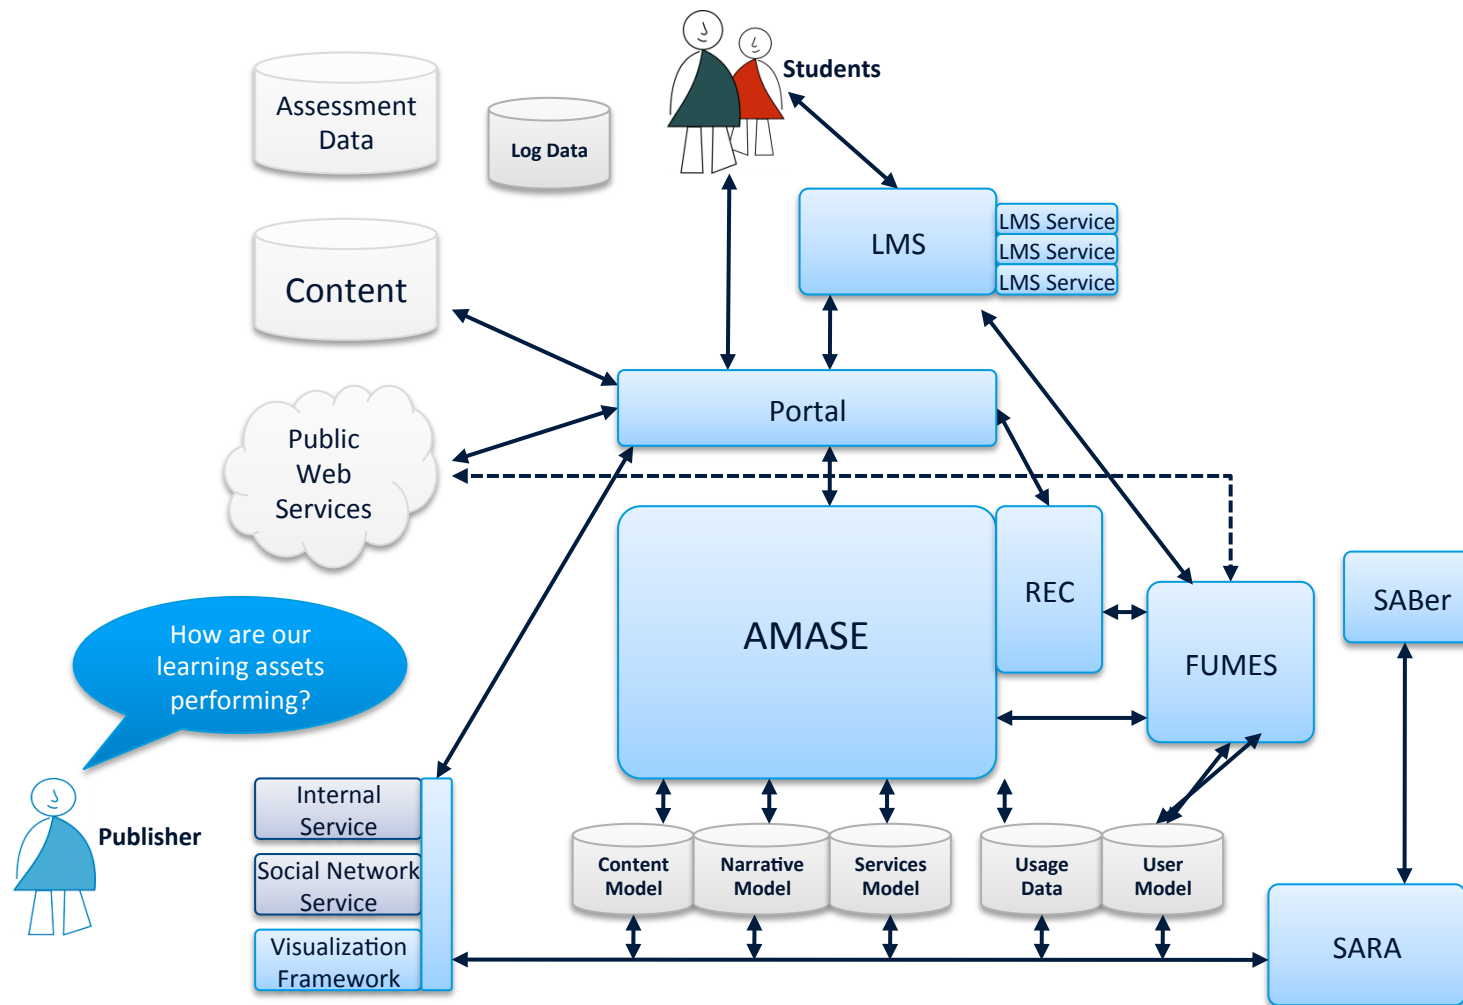 Students
Assessment
Data
Log Data
LMS
LMS Service
LMS Service
LMS Service
Content
Portal
Public
Web
Services
AMASE
REC
FUMES
SABer
How are our
learning assets
performing?
Publisher
Internal
Service
Social Network
Service
Visualization
Framework
Content
Model
Narrative
Model
Services
Model
Usage
Data
User
Model
SARA